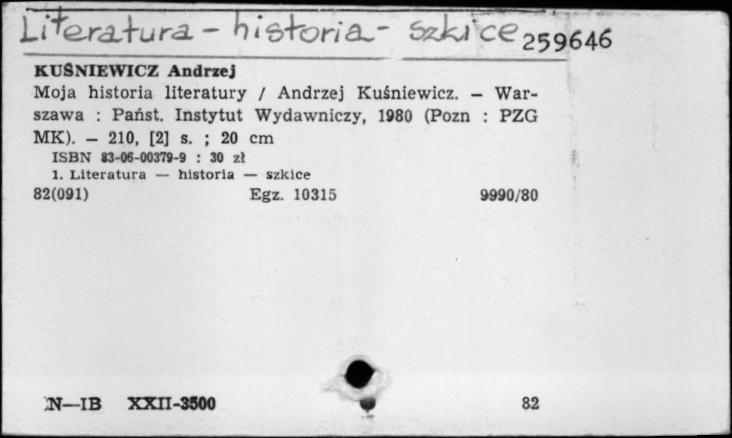 Literatura - historia - szkice 259646
KUŚNIEWICZ Andrzej
Moja historia literatury / Andrzej Kuśniewicz. — War-
szawa : Państ. Instytut Wydawniczy, 1980 (Pozn : PZG
MK). — 210, [2] s. ; 20 cm
ISBN 83-06-00379-9 : 30 zł
1. Literatura — historia — szkice
82(091) Egz. 10315 9990/80
N—IB XXII-3500 82